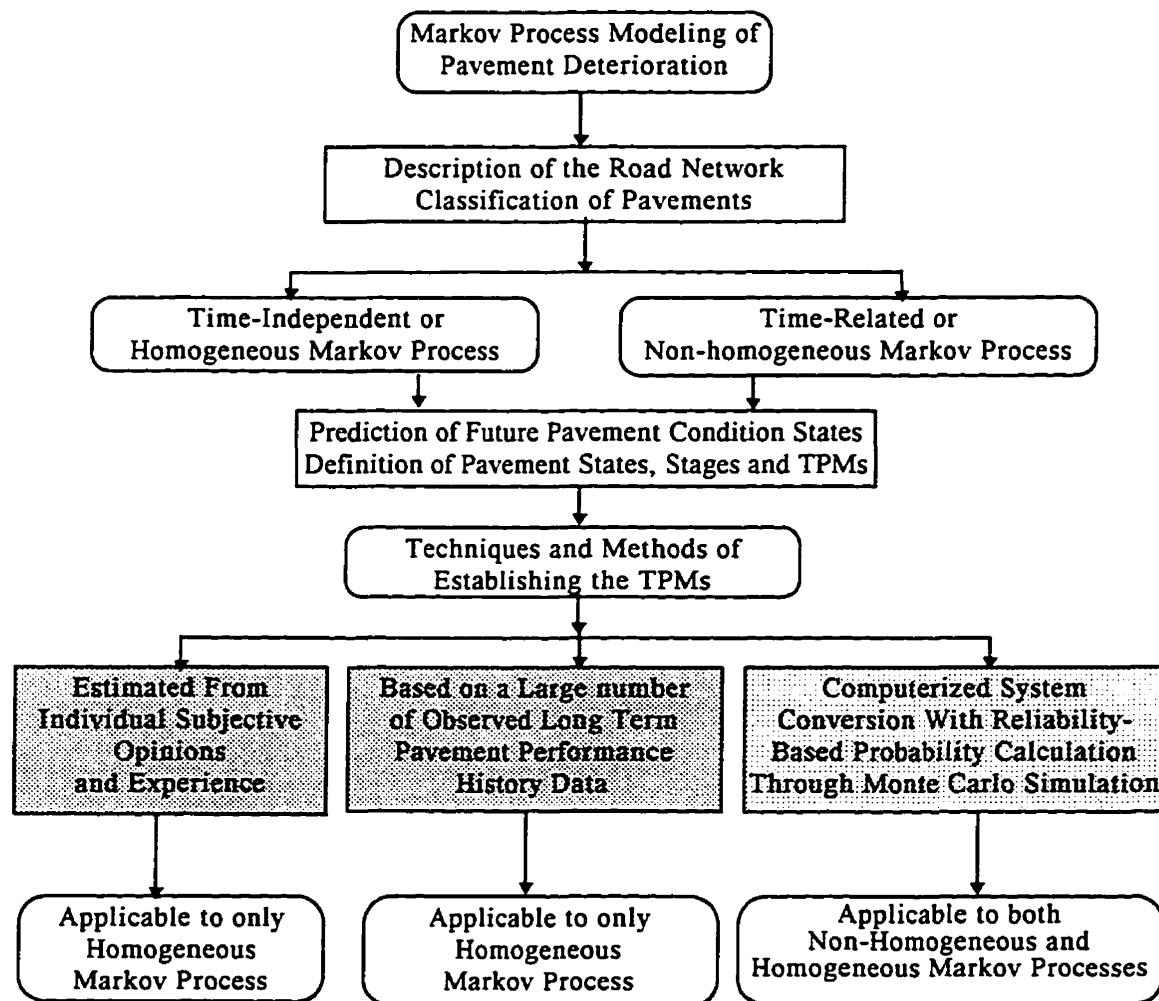 Markov Process Modeling of
Pavement Deterioration
Description of the Road Network
Classification of Pavements
Time-Independent or
Homogeneous Markov Process
Time-Related or
Non-homogeneous Markov Process
Prediction of Future Pavement Condition States
Definition of Pavement States, Stages and TPMs
Techniques and Methods of
Establishing the TPMs
Estimated From
Individual Subjective
Opinions
and Experience
Based on a Large number
of Observed Long Term
Pavement Performance
History Data
Computerized System
Conversion With Reliability-
Based Probability Calculation
Through Monte Carlo Simulation
Applicable to only
Homogeneous
Markov Process
Applicable to only
Homogeneous
Markov Process
Applicable to both
Non-Homogeneous and
Homogeneous Markov Processes